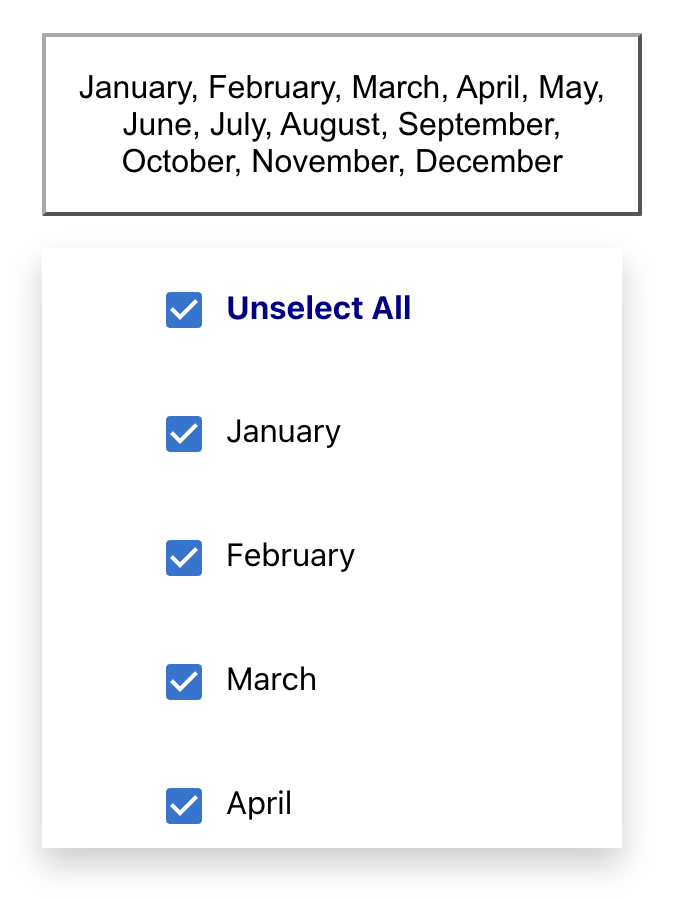 January, February, March, April, May,
June, July, August, September,
October, November, December
Unselect All
January
February
March
April